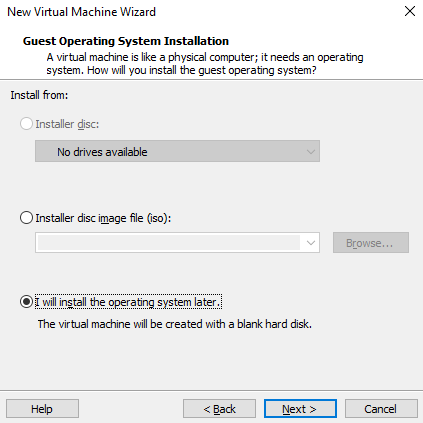 New Virtual Machine Wizard
Guest Operating System Installation
A virtual machine is like a physical computer; it needs an operating
system. How will you install the guest operating system?
Install from:
Installer disc:
No drives available
Installer disc image file (iso):
Browse...
I will install the operating system later.
The virtual machine will be created with a blank hard disk.
Help
< Back
Next >
Cancel